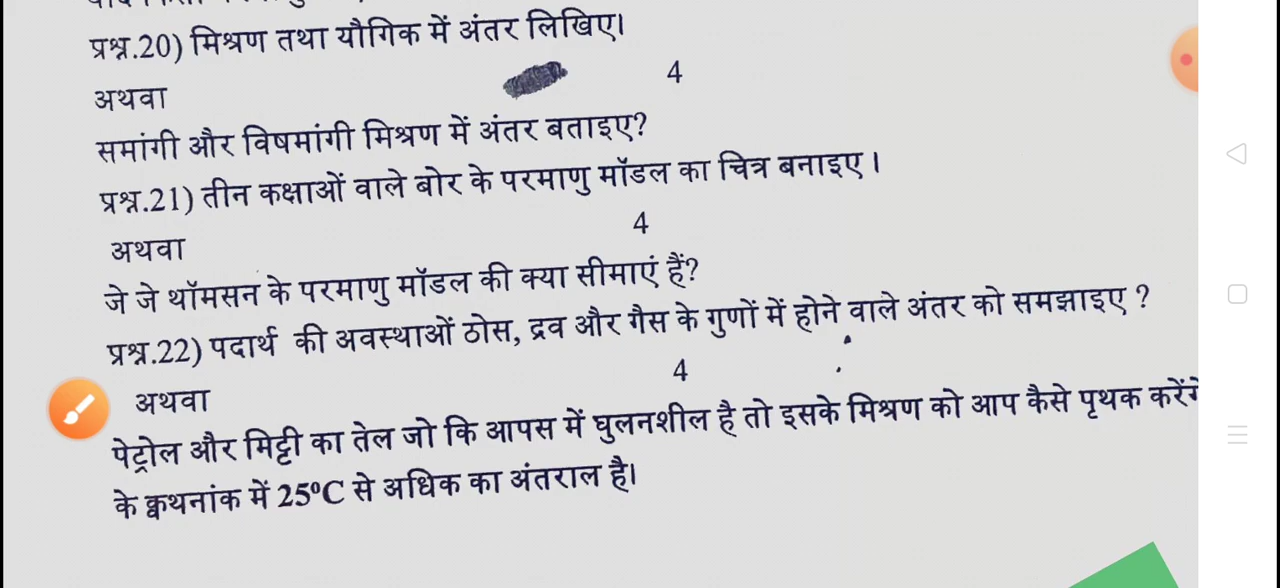 प्रश्न.20) मिश्रण तथा यौगिक में अंतर लिखिए।
4
अथवा
समांगी और विषमांगी मिश्रण में अंतर बताइए?
प्रश्न.21) तीन कक्षाओं वाले बोर के परमाणु मॉडल का चित्र बनाइए।
4
अथवा
जे जे थॉमसन के परमाणु मॉडल की क्या सीमाएं हैं?
प्रश्न.22) पदार्थ की अवस्थाओं ठोस, द्रव और गैस के गुणों में होने वाले अंतर को समझाइए ?
4
अथवा
पेट्रोल और मिट्टी का तेल जो कि आपस में घुलनशील है तो इसके मिश्रण को आप कैसे पृथक करेंगे
के क्वथनांक में 25⁰C से अधिक का अंतराल है।